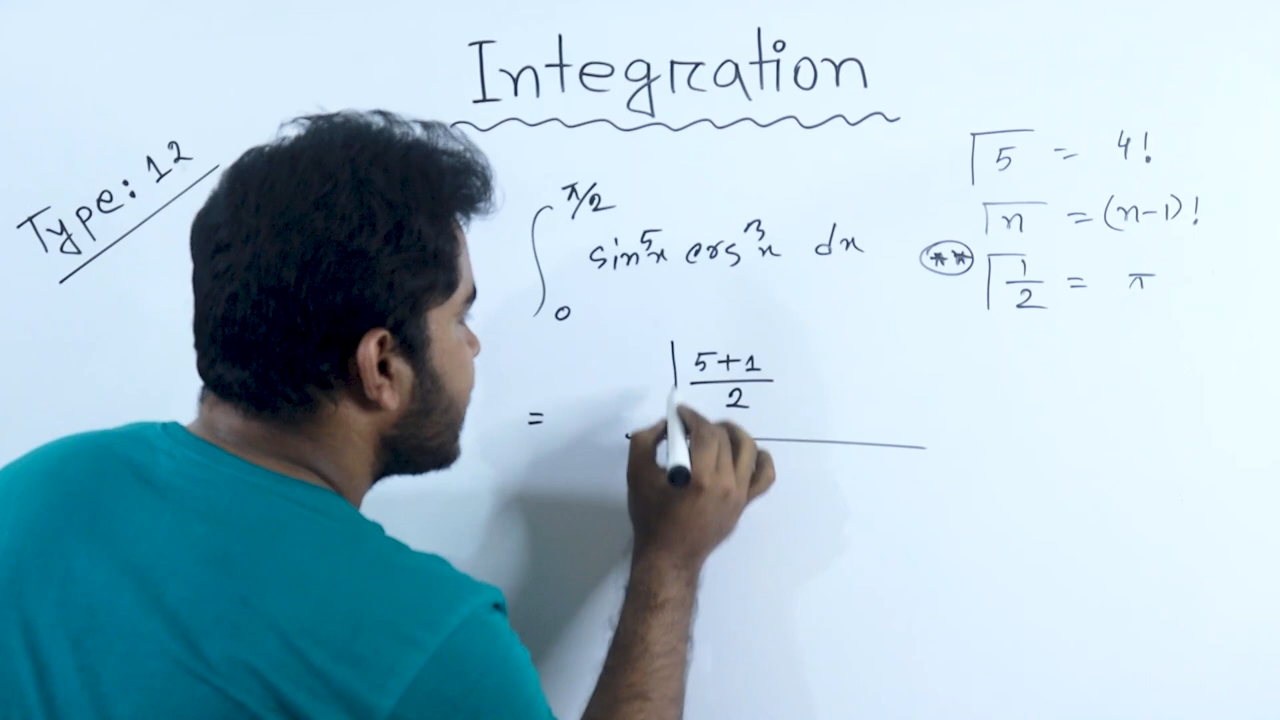 Integration
Type: 12
∫₀^{π/2} sin⁵x cos³x dx
Γ5 = 4!
Γn = (n-1)!
** Γ1/2 = π
= 5+1/2